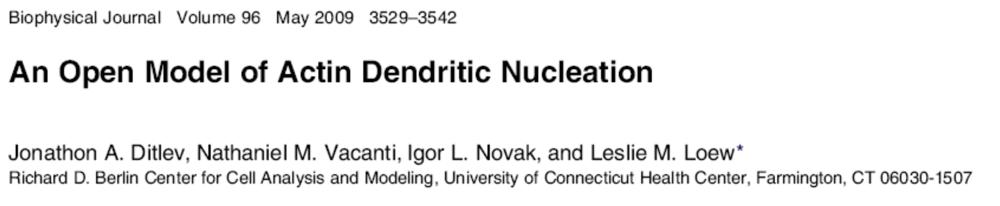 Biophysical Journal Volume 96 May 2009 3529–3542
An Open Model of Actin Dendritic Nucleation
Jonathon A. Ditlev, Nathaniel M. Vacanti, Igor L. Novak, and Leslie M. Loew*
Richard D. Berlin Center for Cell Analysis and Modeling, University of Connecticut Health Center, Farmington, CT 06030-1507